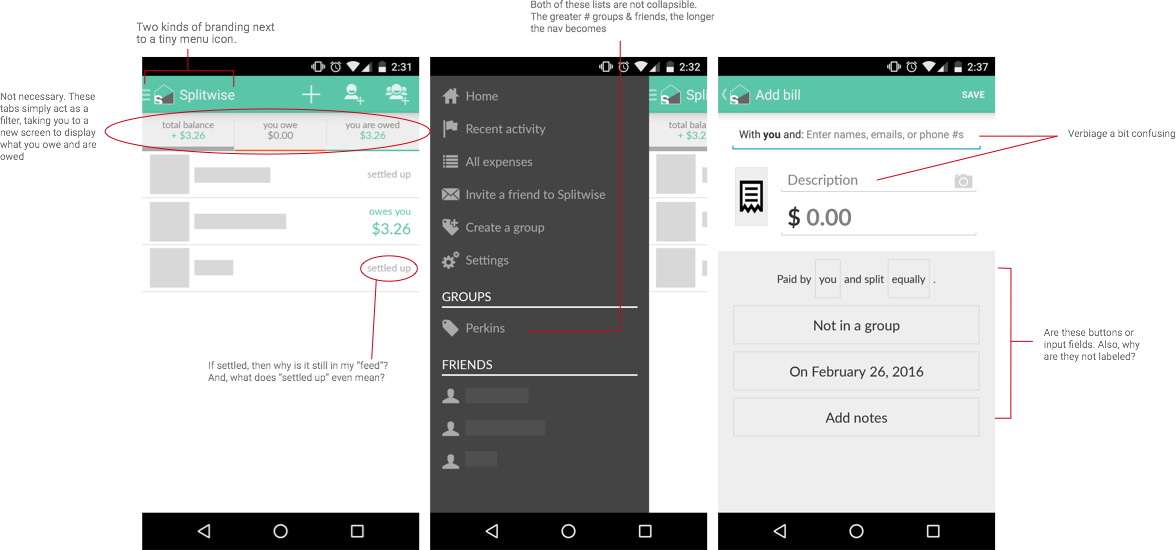 Both of these lists are not collapsible.
The greater # groups & friends, the longer
the nav becomes
Two kinds of branding next
to a tiny menu icon.
Not necessary. These
tabs simply act as a
filter, taking you to a
new screen to display
what you owe and are
owed
2:31
Splitwise
total balance
+ $3.26
you owe
$0.00
you are owed
$3.26
settled up
owes you
$3.26
settled up
If settled, then why is it still in my “feed”?
And, what does “settled up” even mean?
2:32
Home
Recent activity
All expenses
Invite a friend to Splitwise
Create a group
Settings
GROUPS
Perkins
FRIENDS
Spli
total balance
+ $3.2
2:37
Add bill
SAVE
With you and: Enter names, emails, or phone #s
Description
$ 0.00
Paid by you and split equally .
Not in a group
On February 26, 2016
Add notes
Verbiage a bit confusing
Are these buttons or
input fields. Also, why
are they not labeled?